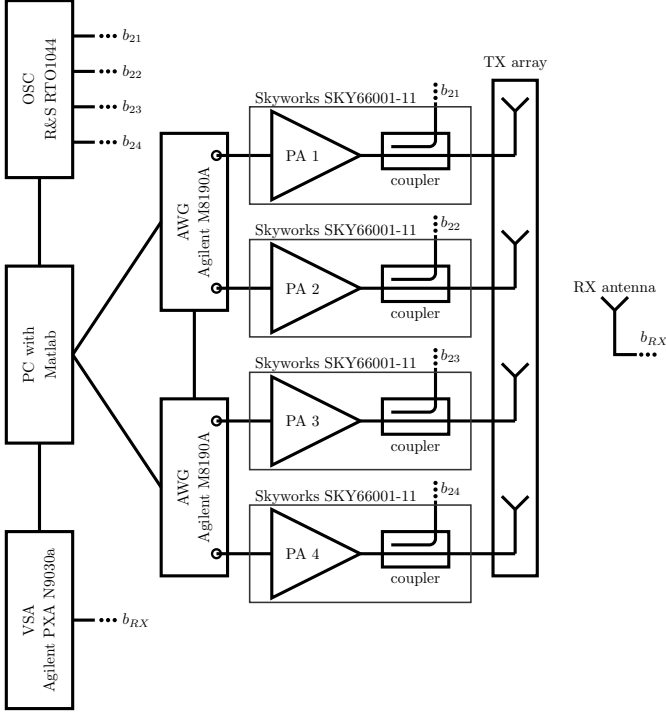 OSC
R&S RTO1044
b21
b22
b23
b24
PC with
Matlab
VSA
Agilent PXA N9030a
bRX
AWG
Agilent M8190A
AWG
Agilent M8190A
Skyworks SKY66001-11
b21
PA 1
coupler
Skyworks SKY66001-11
b22
PA 2
coupler
Skyworks SKY66001-11
b23
PA 3
coupler
Skyworks SKY66001-11
b24
PA 4
coupler
TX array
RX antenna
bRX